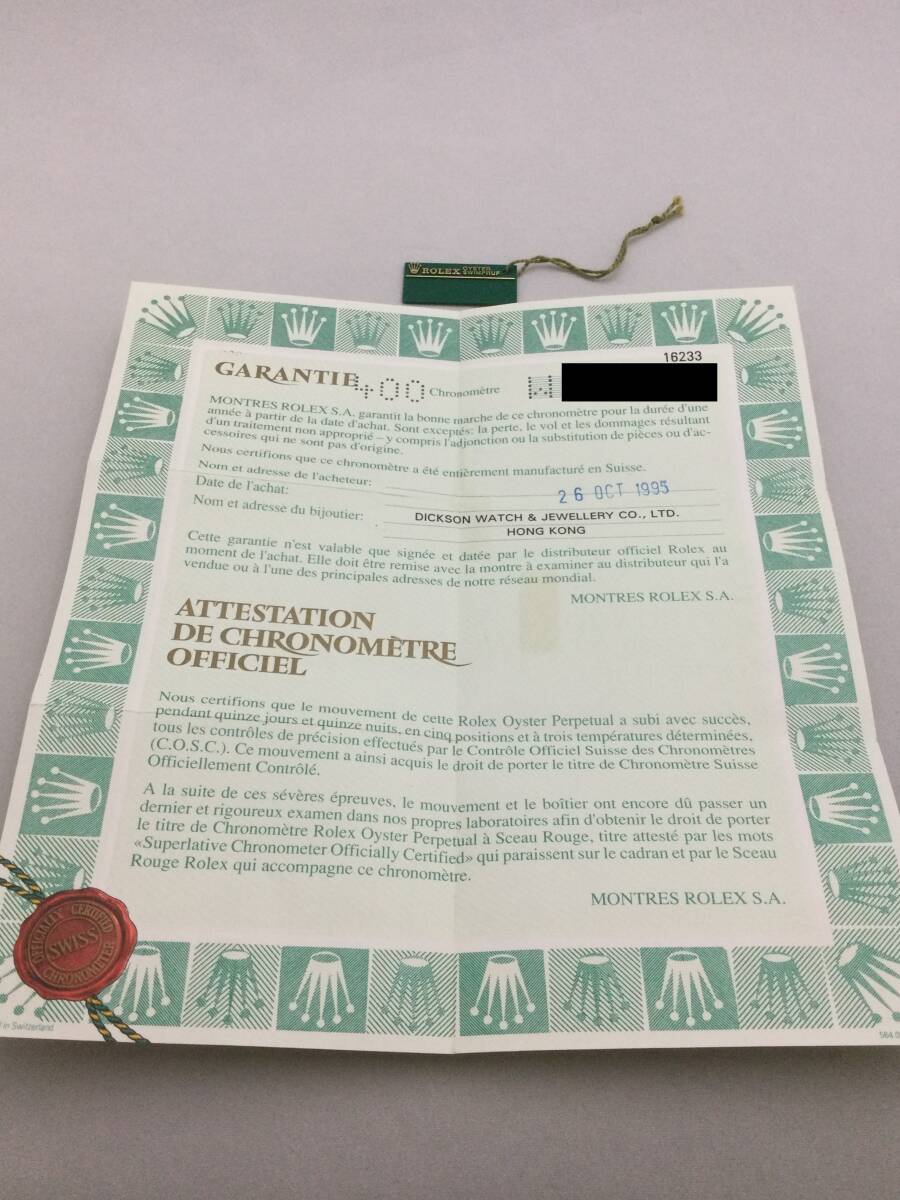 ROLEX OYSTER SWIMPRUF
16233
GARANTIE 400 Chronomètre W
MONTRES ROLEX S.A. garantit la bonne marche de ce chronomètre pour la durée d'une
année à partir de la date d'achat. Sont exceptés: la perte, le vol et les dommages résultant
d'un traitement non approprié – y compris l'adjonction ou la substitution de pièces ou d'ac-
cessoires qui ne sont pas d'origine.
Nous certifions que ce chronomètre a été entièrement manufacturé en Suisse.
Nom et adresse de l'acheteur:
Date de l'achat: 26 OCT 1995
Nom et adresse du bijoutier: DICKSON WATCH & JEWELLERY CO., LTD.
HONG KONG
Cette garantie n'est valable que signée et datée par le distributeur officiel Rolex au
moment de l'achat. Elle doit être remise avec la montre à examiner au distributeur qui l'a
vendue ou à l'une des principales adresses de notre réseau mondial.
MONTRES ROLEX S.A.
ATTESTATION
DE CHRONOMÈTRE
OFFICIEL
Nous certifions que le mouvement de cette Rolex Oyster Perpetual a subi avec succès,
pendant quinze jours et quinze nuits, en cinq positions et à trois températures déterminées,
tous les contrôles de précision effectués par le Contrôle Officiel Suisse des Chronomètres
(C.O.S.C.). Ce mouvement a ainsi acquis le droit de porter le titre de Chronomètre Suisse
Officiellement Contrôlé.
A la suite de ces sévères épreuves, le mouvement et le boîtier ont encore dû passer un
dernier et rigoureux examen dans nos propres laboratoires afin d'obtenir le droit de porter
le titre de Chronomètre Rolex Oyster Perpetual à Sceau Rouge, titre attesté par les mots
«Superlative Chronometer Officially Certified» qui paraissent sur le cadran et par le Sceau
Rouge Rolex qui accompagne ce chronomètre.
MONTRES ROLEX S.A.
OFFICIALLY CERTIFIED
SWISS
CHRONOMETER
in Switzerland
564.0